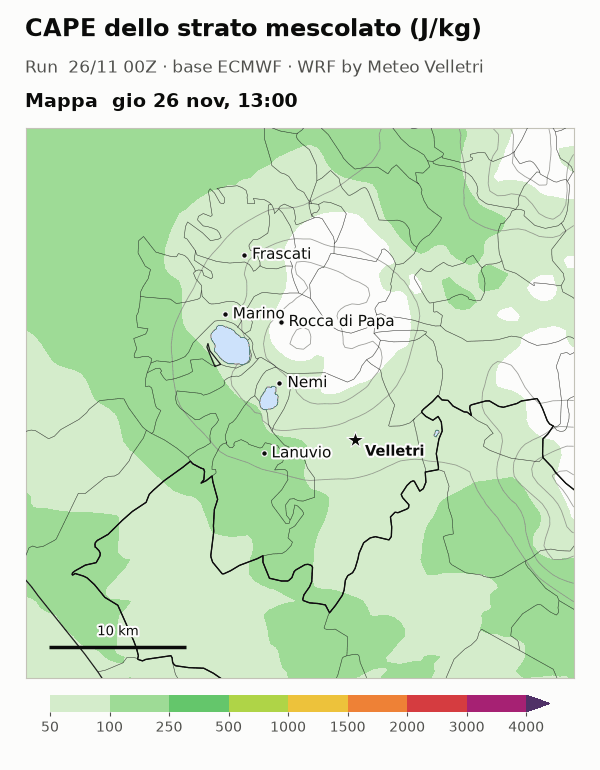 CAPE dello strato mescolato (J/kg)
Run  26/11 00Z · base ECMWF · WRF by Meteo Velletri
Mappa  gio 26 nov, 13:00
Frascati
Marino
Rocca di Papa
Nemi
Velletri
Lanuvio
10 km
50 100 250 500 1000 1500 2000 3000 4000